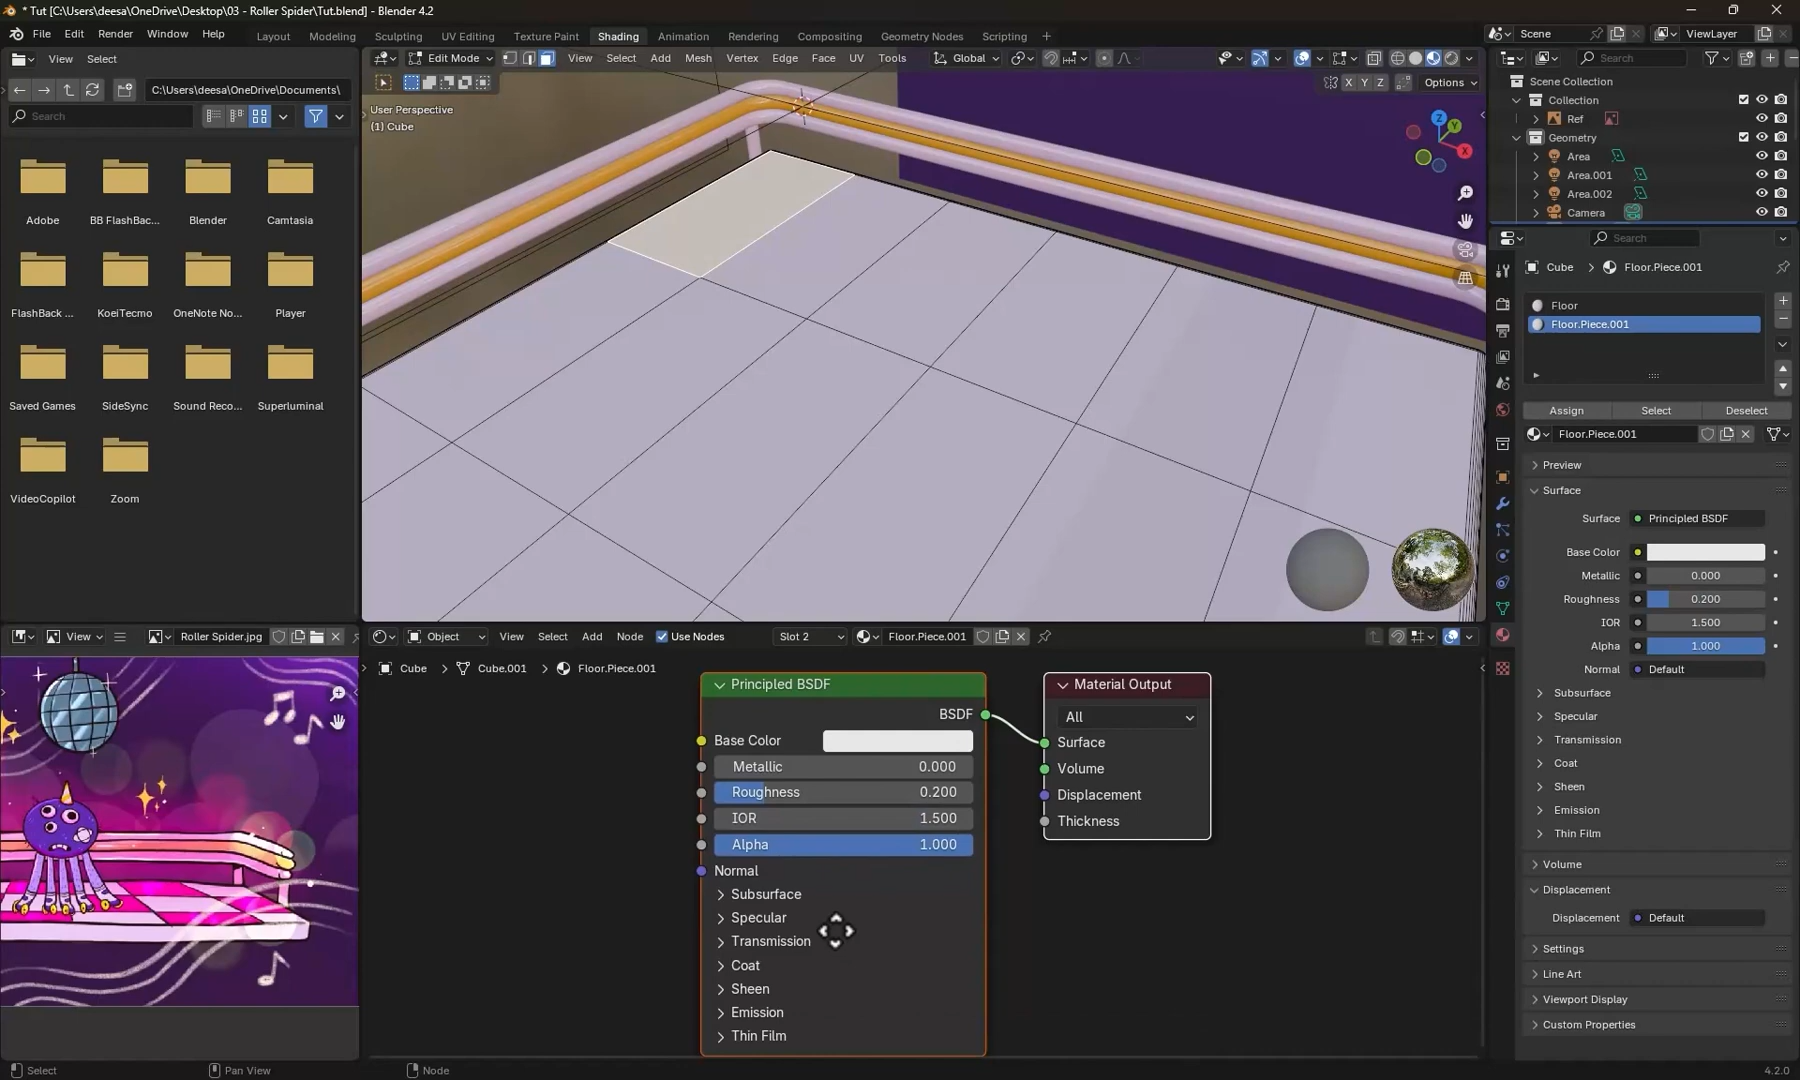 * Tut [C:\Users\deesa\OneDrive\Desktop\03 - Roller Spider\Tut.blend] - Blender 4.2
File Edit Render Window Help
Layout Modeling Sculpting UV Editing Texture Paint Shading Animation Rendering Compositing Geometry Nodes Scripting
Scene
ViewLayer
View Select
C:\Users\deesa\OneDrive\Documents\
Search
Adobe
BB FlashBac...
Blender
Camtasia
FlashBack ...
KoeiTecmo
OneNote No...
Player
Saved Games
SideSync
Sound Reco...
Superluminal
VideoCopilot
Zoom
Edit Mode View Select Add Mesh Vertex Edge Face UV Tools Global
X Y Z Options
User Perspective
(1) Cube
Z
Y
X
Search
Scene Collection
Collection
Ref
Geometry
Area
Area.001
Area.002
Camera
Search
Cube Floor.Piece.001
Floor
Floor.Piece.001
Assign Select Deselect
Floor.Piece.001
Preview
Surface
Surface Principled BSDF
Base Color
Metallic 0.000
Roughness 0.200
IOR 1.500
Alpha 1.000
Normal Default
Subsurface
Specular
Transmission
Coat
Sheen
Emission
Thin Film
Volume
Displacement
Displacement Default
Settings
Line Art
Viewport Display
Custom Properties
View Roller Spider.jpg
Object View Select Add Node Use Nodes Slot 2 Floor.Piece.001
Cube Cube.001 Floor.Piece.001
Principled BSDF
BSDF
Base Color
Metallic 0.000
Roughness 0.200
IOR 1.500
Alpha 1.000
Normal
Subsurface
Specular
Transmission
Coat
Sheen
Emission
Thin Film
Material Output
All
Surface
Volume
Displacement
Thickness
Select Pan View Node 4.2.0